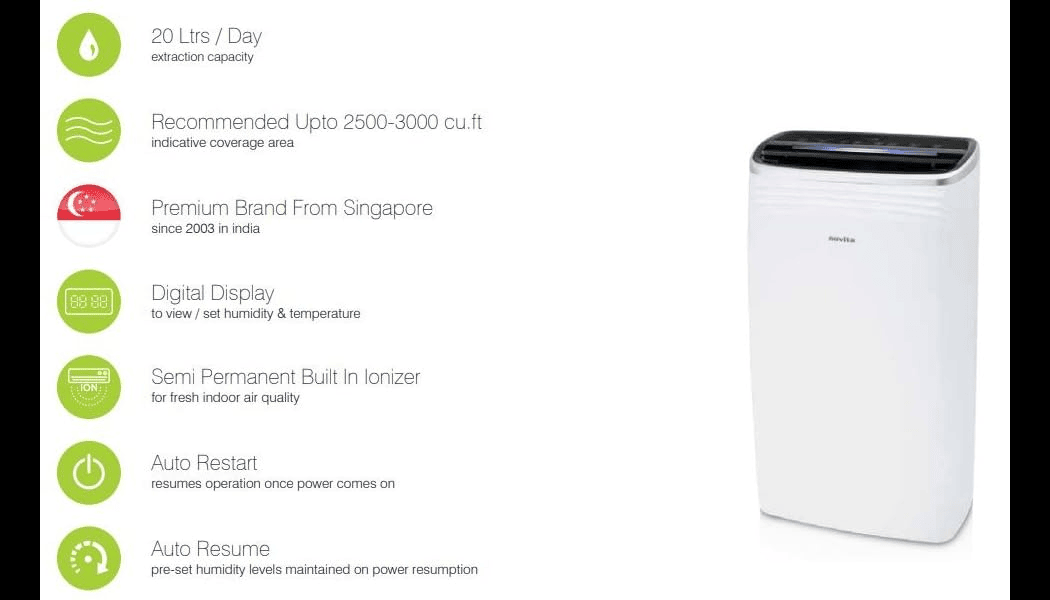 20 Ltrs / Day
extraction capacity
Recommended Upto 2500-3000 cu.ft
indicative coverage area
Premium Brand From Singapore
since 2003 in india
Digital Display
to view / set humidity & temperature
Semi Permanent Built In Ionizer
ION
for fresh indoor air quality
Auto Restart
resumes operation once power comes on
Auto Resume
pre-set humidity levels maintained on power resumption
novita